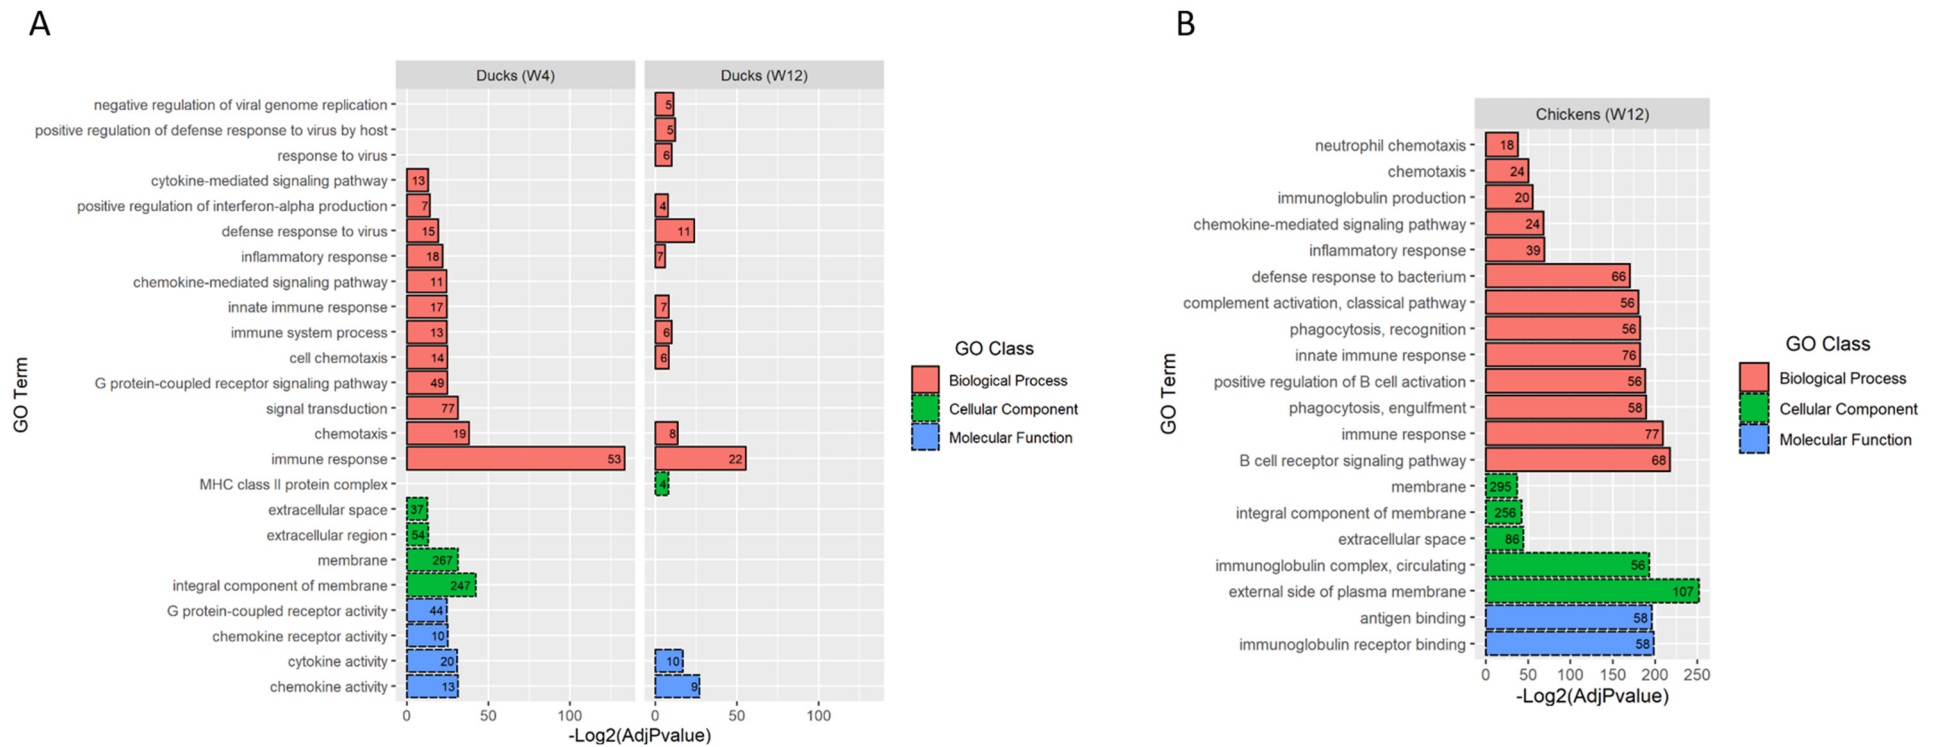 A
B
Ducks (W4) Ducks (W12)
negative regulation of viral genome replication 5
positive regulation of defense response to virus by host 5
response to virus 6
cytokine-mediated signaling pathway 13
positive regulation of interferon-alpha production 7 4
defense response to virus 15 11
inflammatory response 18 7
chemokine-mediated signaling pathway 11
innate immune response 17 7
immune system process 13 6
cell chemotaxis 14 6
G protein-coupled receptor signaling pathway 49
signal transduction 77
chemotaxis 19 8
immune response 53 22
MHC class II protein complex 4
extracellular space 37
extracellular region 54
membrane 267
integral component of membrane 247
G protein-coupled receptor activity 44
chemokine receptor activity 10
cytokine activity 20 10
chemokine activity 13 9
0 50 100 0 50 100
-Log2(AdjPvalue)
GO Term
GO Class
Biological Process
Cellular Component
Molecular Function
Chickens (W12)
neutrophil chemotaxis 18
chemotaxis 24
immunoglobulin production 20
chemokine-mediated signaling pathway 24
inflammatory response 39
defense response to bacterium 66
complement activation, classical pathway 56
phagocytosis, recognition 56
innate immune response 76
positive regulation of B cell activation 56
phagocytosis, engulfment 58
immune response 77
B cell receptor signaling pathway 68
membrane 295
integral component of membrane 256
extracellular space 86
immunoglobulin complex, circulating 56
external side of plasma membrane 107
antigen binding 58
immunoglobulin receptor binding 58
0 50 100 150 200 250
-Log2(AdjPvalue)
GO Term
GO Class
Biological Process
Cellular Component
Molecular Function